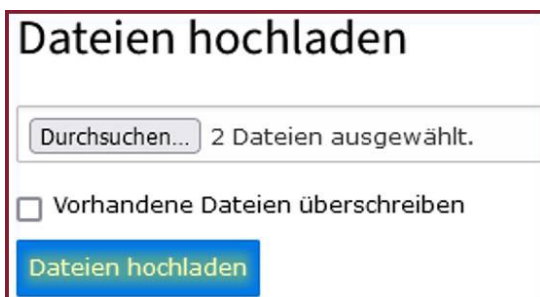 Dateien hochladen
Durchsuchen... 2 Dateien ausgewählt.
Vorhandene Dateien überschreiben
Dateien hochladen